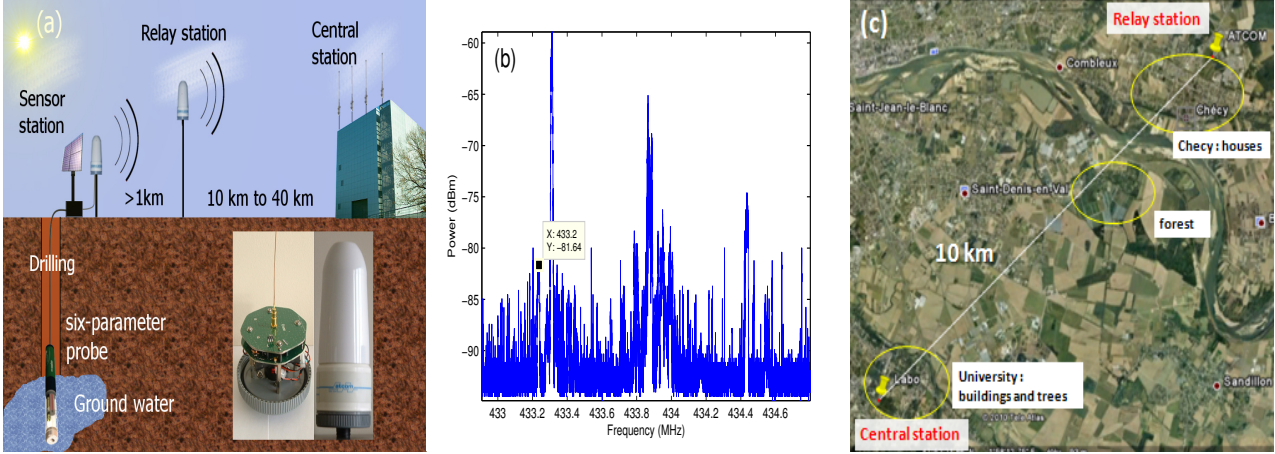 (a)
Relay station
Central
station
Sensor
station
>1km
10 km to 40 km
Drilling
six-parameter
probe
Ground water
(b)
−60
−65
−70
−75
−80
−85
−90
Power (dBm)
X: 433.2
Y: −81.64
433
433.2
433.4
433.6
433.8
434
434.2
434.4
434.6
Frequency (MHz)
(c)
Relay station
ATCOM
Combleux
Saint-Jean-le-Blanc
Chécy
Checy : houses
Saint-Denis-en-Val
forest
10 km
Labo
University :
buildings and trees
Sandillon
Central station